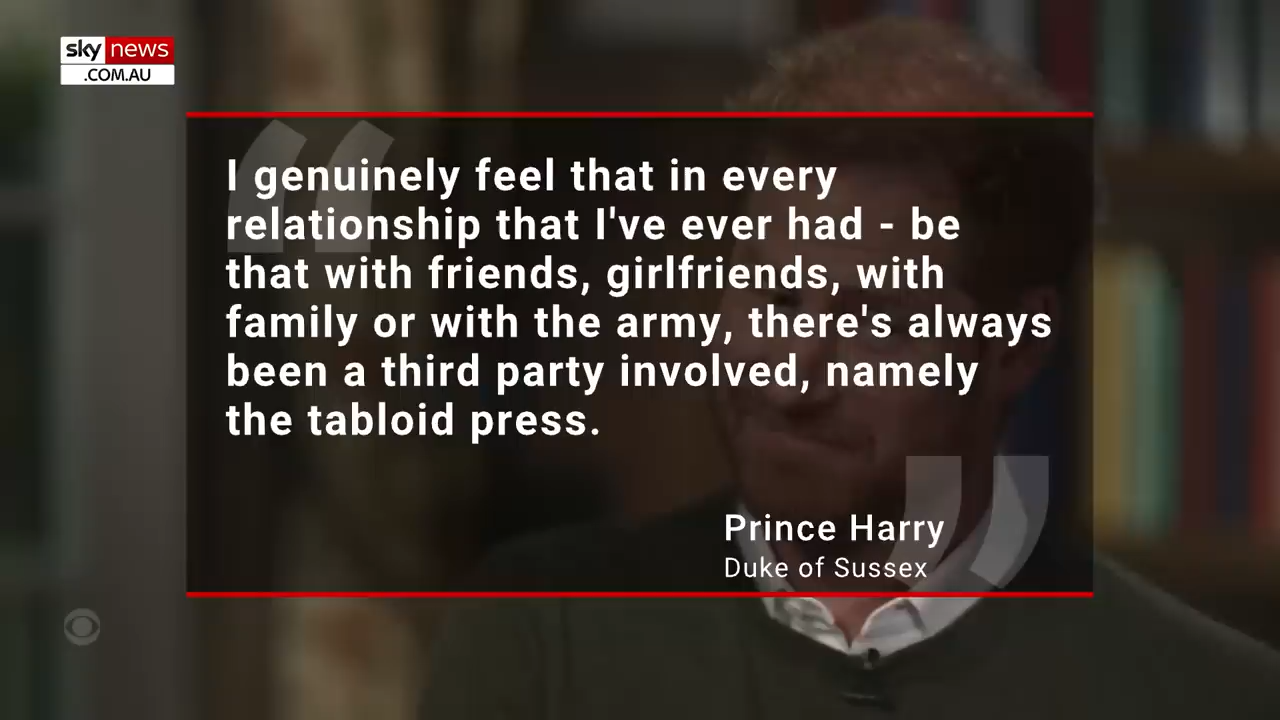 sky news
.COM.AU
I genuinely feel that in every
relationship that I've ever had - be
that with friends, girlfriends, with
family or with the army, there's always
been a third party involved, namely
the tabloid press.
Prince Harry
Duke of Sussex